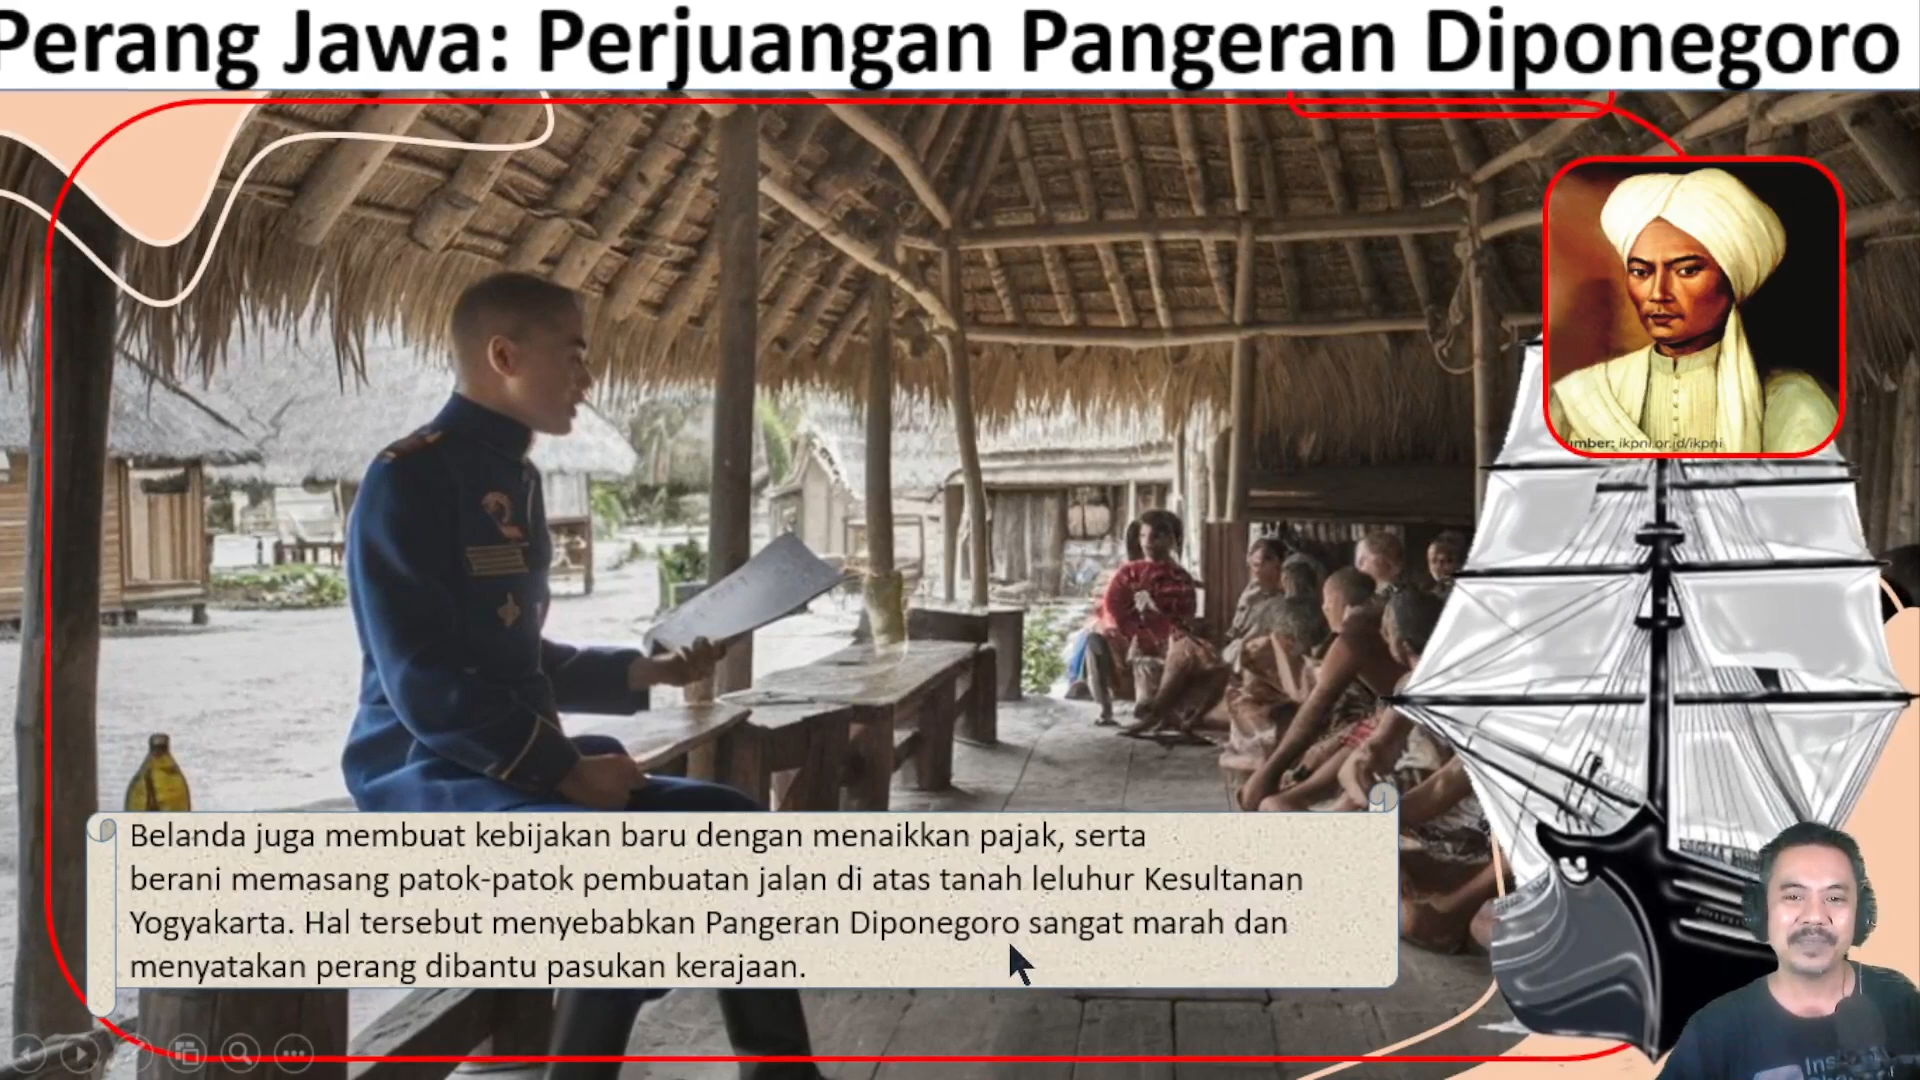 Perang Jawa: Perjuangan Pangeran Diponegoro
umber: ikpni.or.id/ikpni
Belanda juga membuat kebijakan baru dengan menaikkan pajak, serta
berani memasang patok-patok pembuatan jalan di atas tanah leluhur Kesultanan
Yogyakarta. Hal tersebut menyebabkan Pangeran Diponegoro sangat marah dan
menyatakan perang dibantu pasukan kerajaan.